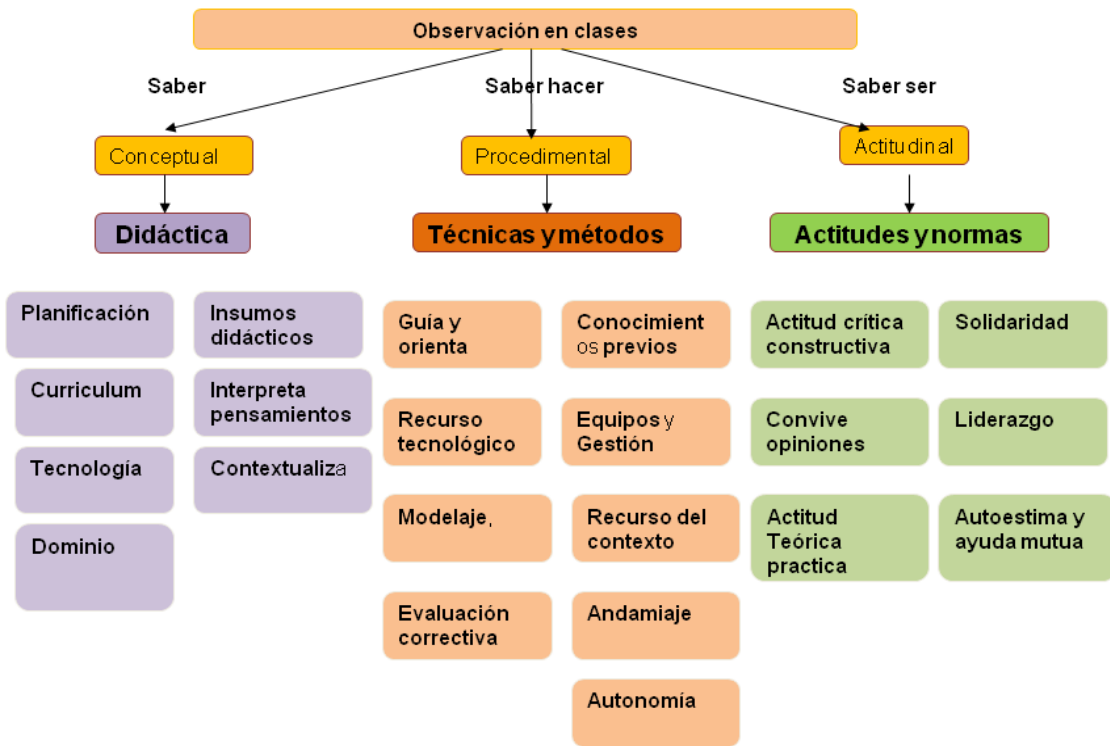 Observación en clases
Saber
Saber hacer
Saber ser
Conceptual
Procedimental
Actitudinal
Didáctica
Técnicas y métodos
Actitudes y normas
Planificación
Insumos
didácticos
Curriculum
Interpreta
pensamientos
Tecnología
Contextualiza
Dominio
Guía y
orienta
Conocimient
os previos
Recurso
tecnológico
Equipos y
Gestión
Modelaje,
Recurso del
contexto
Evaluación
correctiva
Andamiaje
Autonomía
Actitud crítica
constructiva
Solidaridad
Convive
opiniones
Liderazgo
Actitud
Teórica
practica
Autoestima y
ayuda mutua